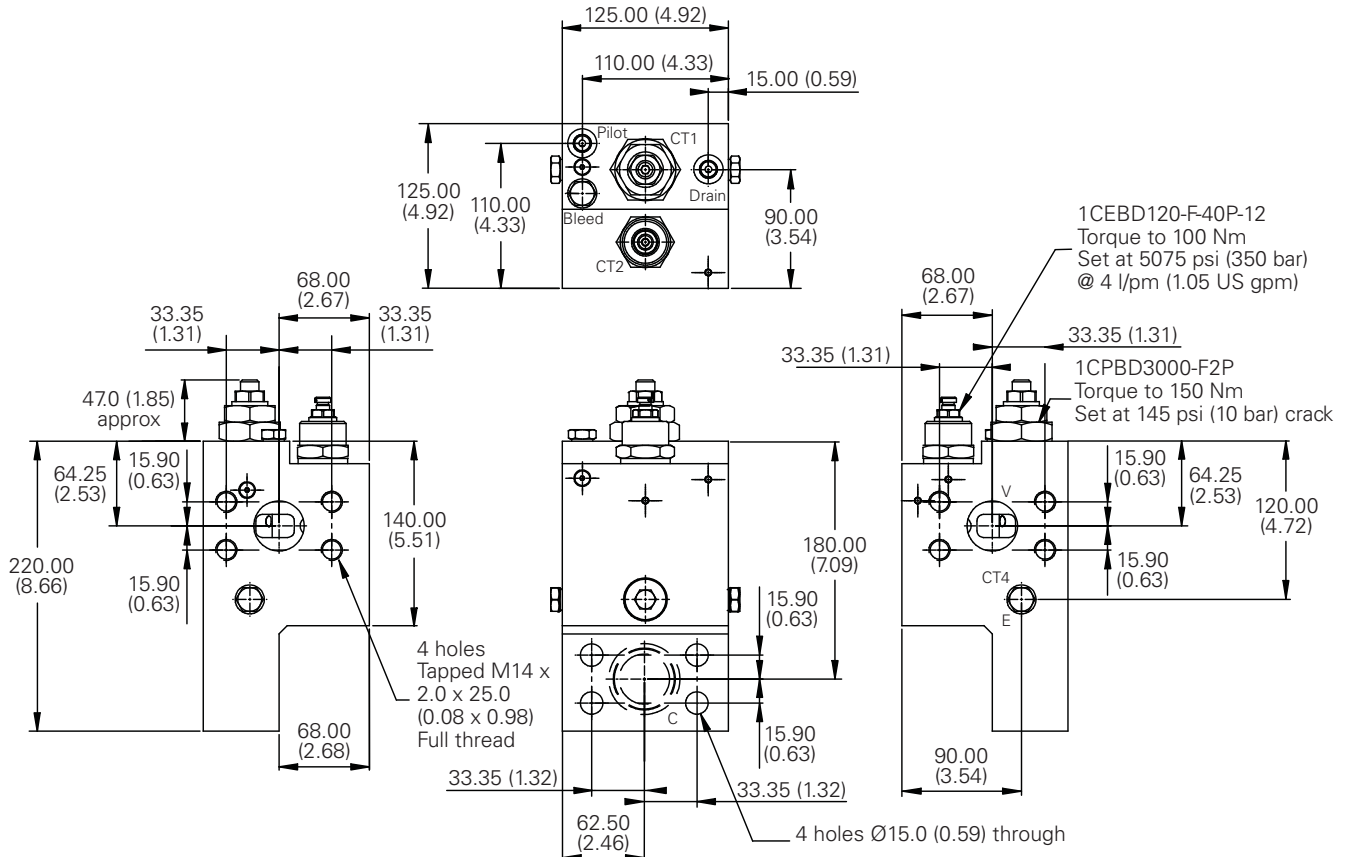 125.00 (4.92)
110.00 (4.33)
15.00 (0.59)
Pilot
CT1
125.00
(4.92)
110.00
(4.33)
Bleed
Drain
CT2
90.00
(3.54)
1CEBD120-F-40P-12
Torque to 100 Nm
Set at 5075 psi (350 bar)
@ 4 l/pm (1.05 US gpm)
68.00
(2.67)
33.35
(1.31)
33.35
(1.31)
47.0 (1.85)
approx
64.25
(2.53)
15.90
(0.63)
15.90
(0.63)
220.00
(8.66)
140.00
(5.51)
4 holes
Tapped M14 x
2.0 x 25.0
(0.08 x 0.98)
Full thread
68.00
(2.68)
180.00
(7.09)
15.90
(0.63)
15.90
(0.63)
C
33.35 (1.32)
33.35 (1.32)
62.50
(2.46)
4 holes Ø15.0 (0.59) through
68.00
(2.67)
33.35 (1.31)
33.35 (1.31)
1CPBD3000-F2P
Torque to 150 Nm
Set at 145 psi (10 bar) crack
V
15.90
(0.63)
64.25
(2.53)
120.00
(4.72)
15.90
(0.63)
CT4
E
90.00
(3.54)